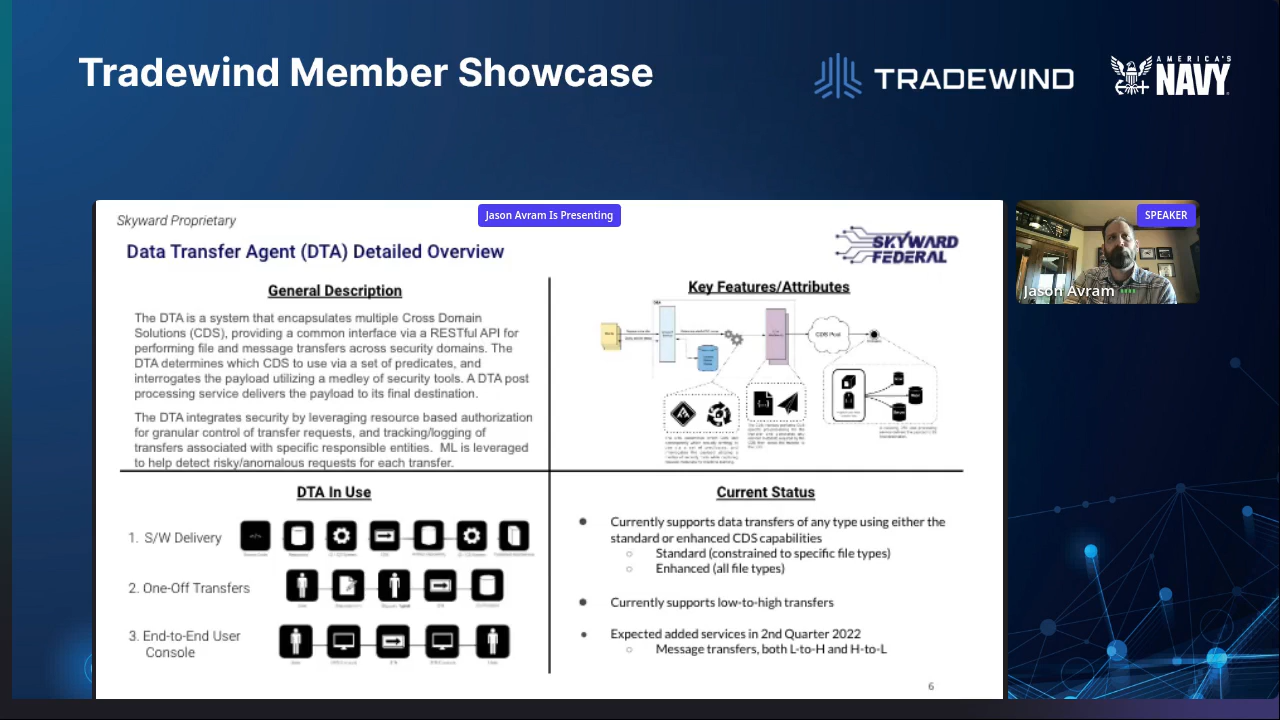 Tradewind Member Showcase
TRADEWIND
AMERICA'S
NAVY
Skyward Proprietary
Jason Avram Is Presenting
SPEAKER
Jason Avram
Data Transfer Agent (DTA) Detailed Overview
SKYWARD
FEDERAL
General Description
The DTA is a system that encapsulates multiple Cross Domain
Solutions (CDS), providing a common interface via a RESTful API for
performing file and message transfers across security domains. The
DTA determines which CDS to use via a set of predicates, and
interrogates the payload utilizing a medley of security tools. A DTA post
processing service delivers the payload to its final destination.
The DTA integrates security by leveraging resource based authorization
for granular control of transfer requests, and tracking/logging of
transfers associated with specific responsible entities. ML is leveraged
to help detect risky/anomalous requests for each transfer.
Key Features/Attributes
CDS Pool
DTA In Use
1. S/W Delivery
2. One-Off Transfers
3. End-to-End User
Console
Current Status
● Currently supports data transfers of any type using either the
standard or enhanced CDS capabilities
○ Standard (constrained to specific file types)
○ Enhanced (all file types)
● Currently supports low-to-high transfers
● Expected added services in 2nd Quarter 2022
○ Message transfers, both L-to-H and H-to-L
6